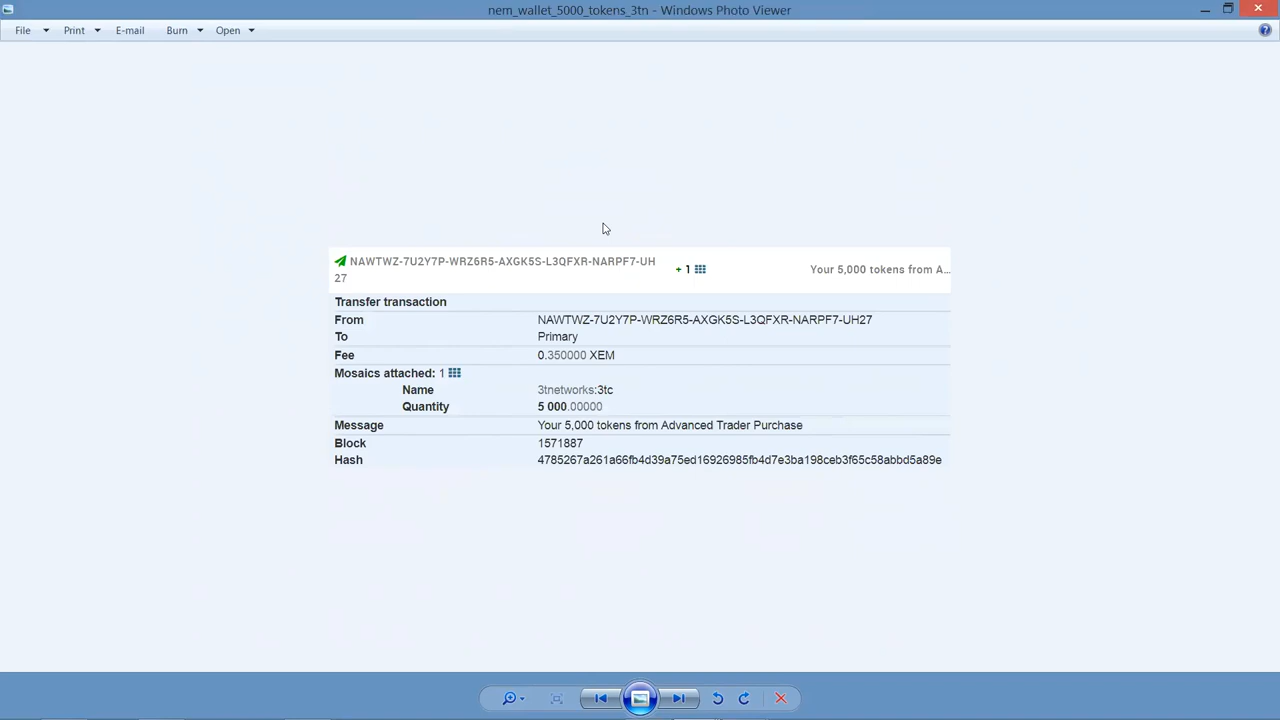 nem_wallet_5000_tokens_3tn - Windows Photo Viewer
File Print E-mail Burn Open
NAWTWZ-7U2Y7P-WRZ6R5-AXGK5S-L3QFXR-NARPF7-UH
27
+ 1
Your 5,000 tokens from A...
Transfer transaction
From NAWTWZ-7U2Y7P-WRZ6R5-AXGK5S-L3QFXR-NARPF7-UH27
To Primary
Fee 0.350000 XEM
Mosaics attached: 1
Name 3tnetworks:3tc
Quantity 5 000.00000
Message Your 5,000 tokens from Advanced Trader Purchase
Block 1571887
Hash 4785267a261a66fb4d39a75ed16926985fb4d7e3ba198ceb3f65c58abbd5a89e